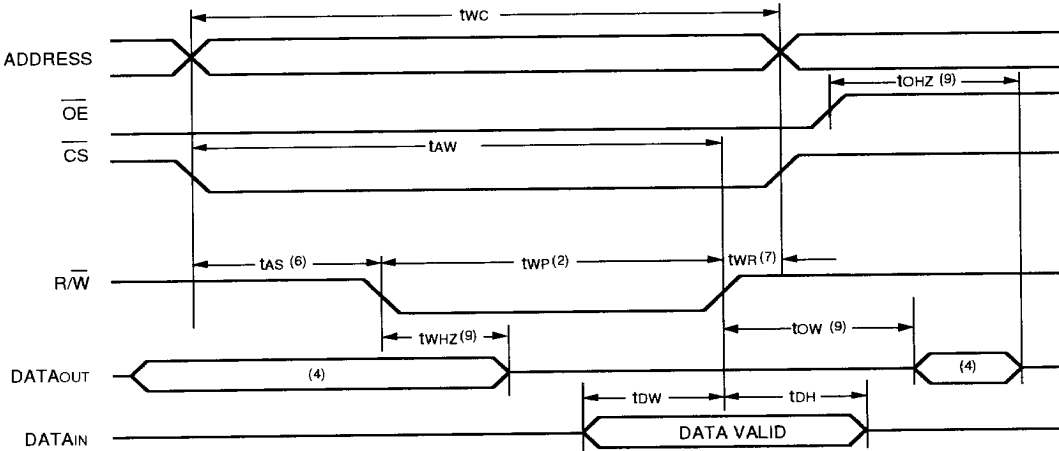 tWC
ADDRESS
tOHZ (9)
OE
CS
tAW
tAS (6)
tWP (2)
tWR (7)
R/W
tWHZ (9)
tOW (9)
DATAOUT
(4)
(4)
tDW
tDH
DATAIN
DATA VALID